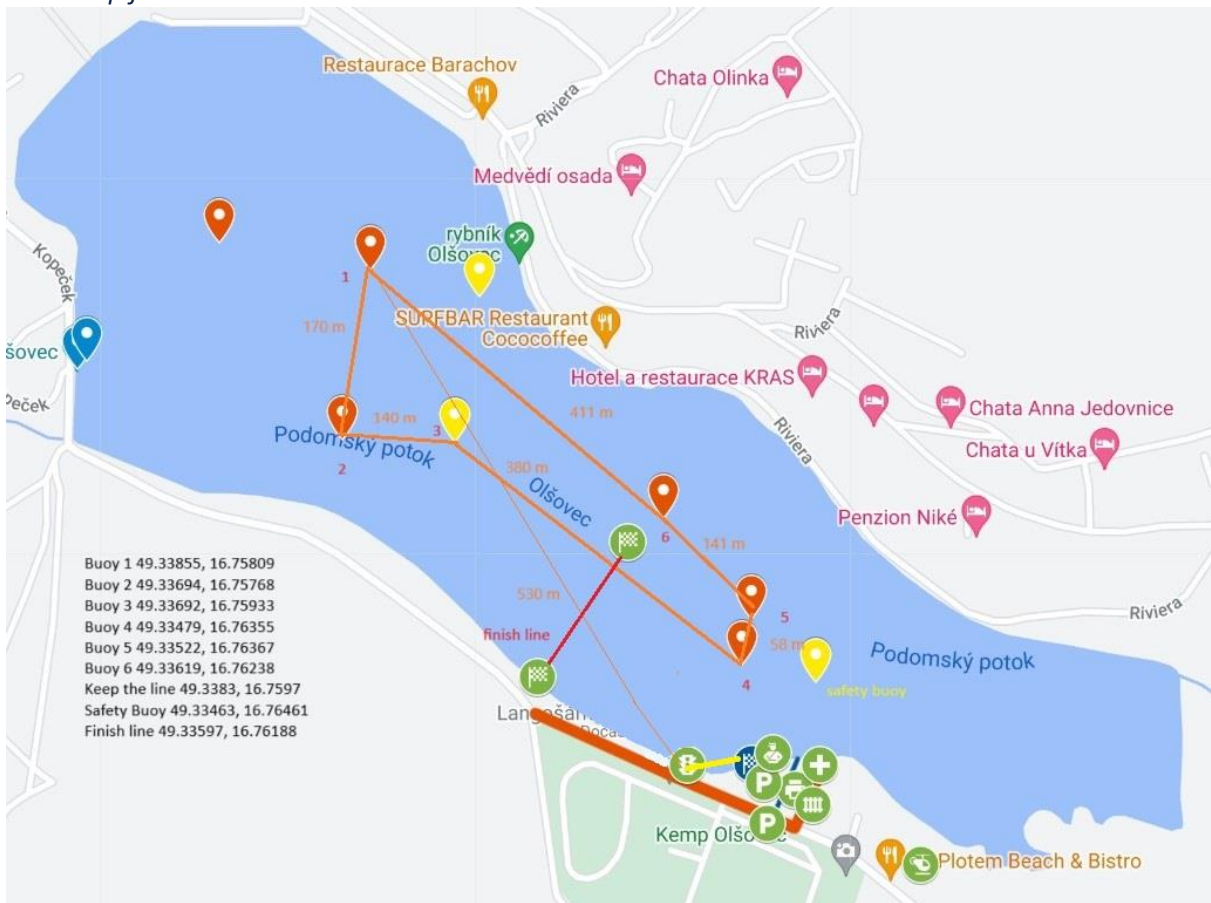 Restaurace Barachov
Chata Olinka
Riviera
Medvědí osada
rybník
Olšovec
Kopeček
1
170 m
SURFBAR Restaurant
Cococoffee
Riviera
Hotel a restaurace KRAS
411 m
140 m
3
Chata Anna Jedovnice
Podomský potok
2
Chata u Vítka
Riviera
380 m
Olšovec
6
141 m
Penzion Niké
Buoy 1 49.33855, 16.75809
Buoy 2 49.33694, 16.75768
Buoy 3 49.33692, 16.75933
Buoy 4 49.33479, 16.76355
Buoy 5 49.33522, 16.76367
Buoy 6 49.33619, 16.76238
Keep the line 49.3383, 16.7597
Safety Buoy 49.33463, 16.76461
Finish line 49.33597, 16.76188
530 m
5
Riviera
finish line
58 m
4
Podomský potok
safety buoy
P
P
Kemp Olšovec
Plotem Beach & Bistro